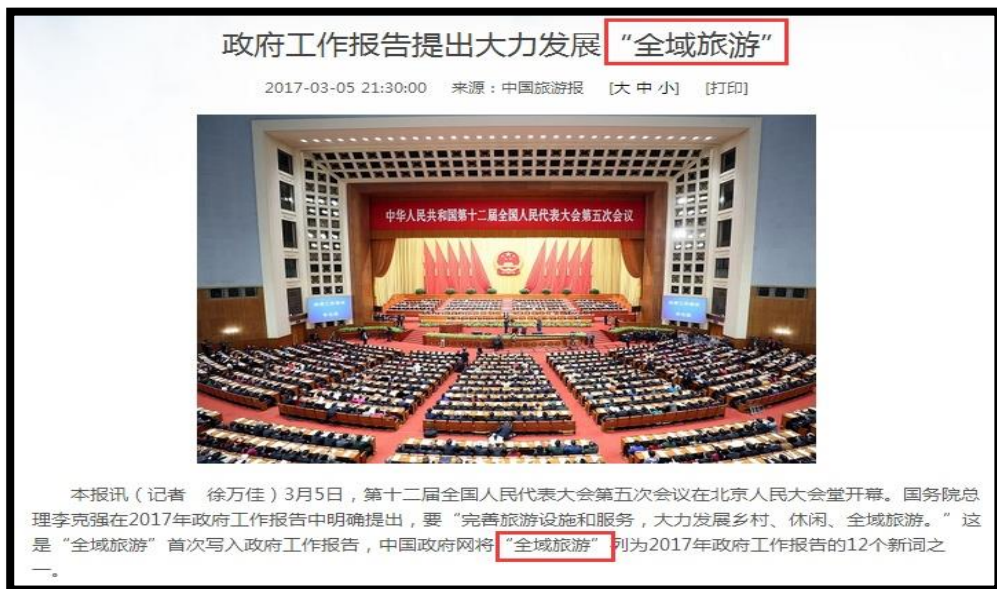 政府工作报告提出大力发展“全域旅游”
2017-03-05 21:30:00 来源：中国旅游报 [大 中 小] [打印]
中华人民共和国第十二届全国人民代表大会第五次会议
本报讯（记者 徐万佳）3月5日，第十二届全国人民代表大会第五次会议在北京人民大会堂开幕。国务院总
理李克强在2017年政府工作报告中明确提出，要“完善旅游设施和服务，大力发展乡村、休闲、全域旅游。”这
是“全域旅游”首次写入政府工作报告，中国政府网将“全域旅游”列为2017年政府工作报告的12个新词之
一。